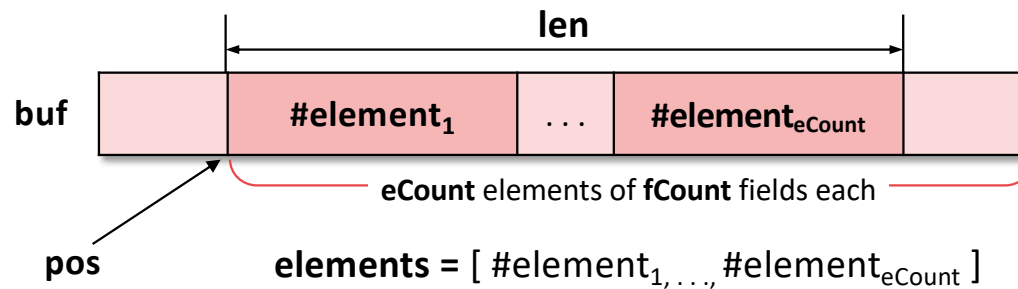 len
buf #element₁ ... #elementₑCount
eCount elements of fCount fields each
pos
elements = [ #element₁, . . ., #elementₑCount ]